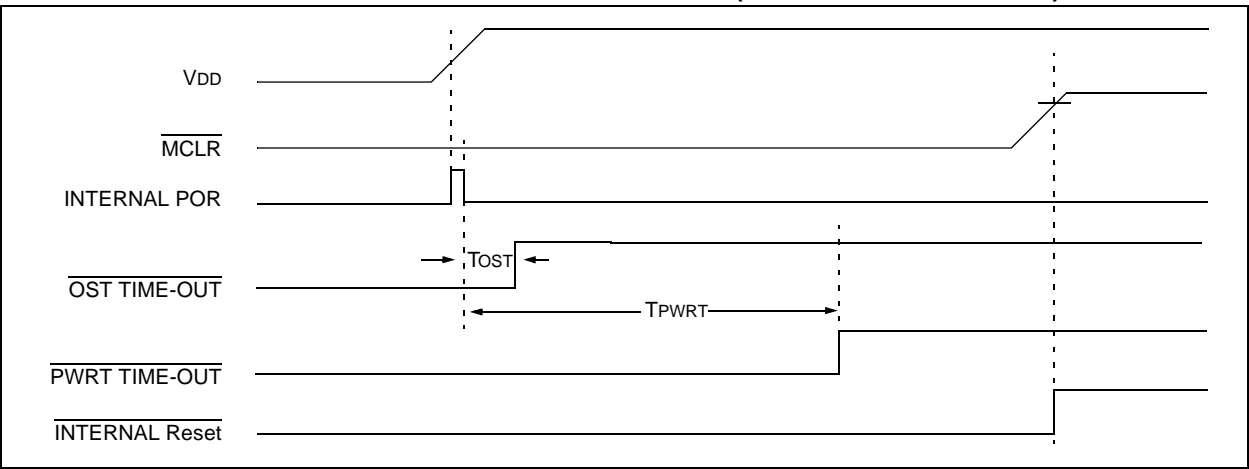 VDD
MCLR
INTERNAL POR
TOST
OST TIME-OUT
TPWRT
PWRT TIME-OUT
INTERNAL Reset